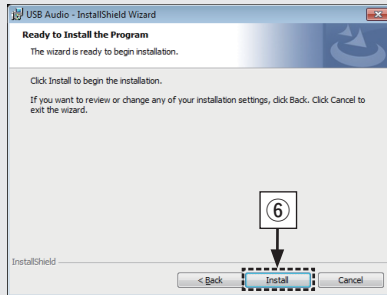 USB Audio - InstallShield Wizard
Ready to Install the Program
The wizard is ready to begin installation.
Click Install to begin the installation.
If you want to review or change any of your installation settings, click Back. Click Cancel to
exit the wizard.
⑥
InstallShield
< Back Install Cancel